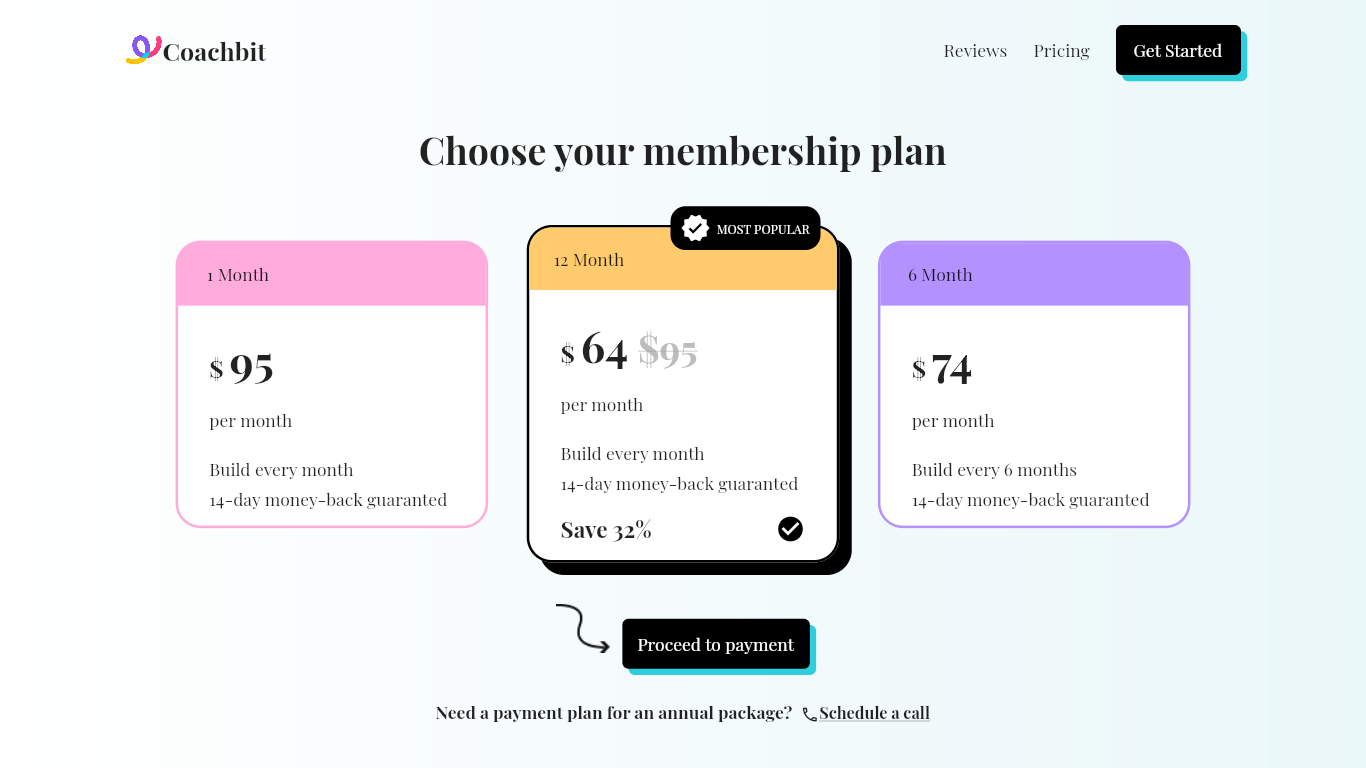 Coachbit
Reviews
Pricing
Get Started
Choose your membership plan
1 Month
$ 95
per month
Build every month
14-day money-back guaranted
MOST POPULAR
12 Month
$ 64 $95
per month
Build every month
14-day money-back guaranted
Save 32%
6 Month
$ 74
per month
Build every 6 months
14-day money-back guaranted
Proceed to payment
Need a payment plan for an annual package? Schedule a call